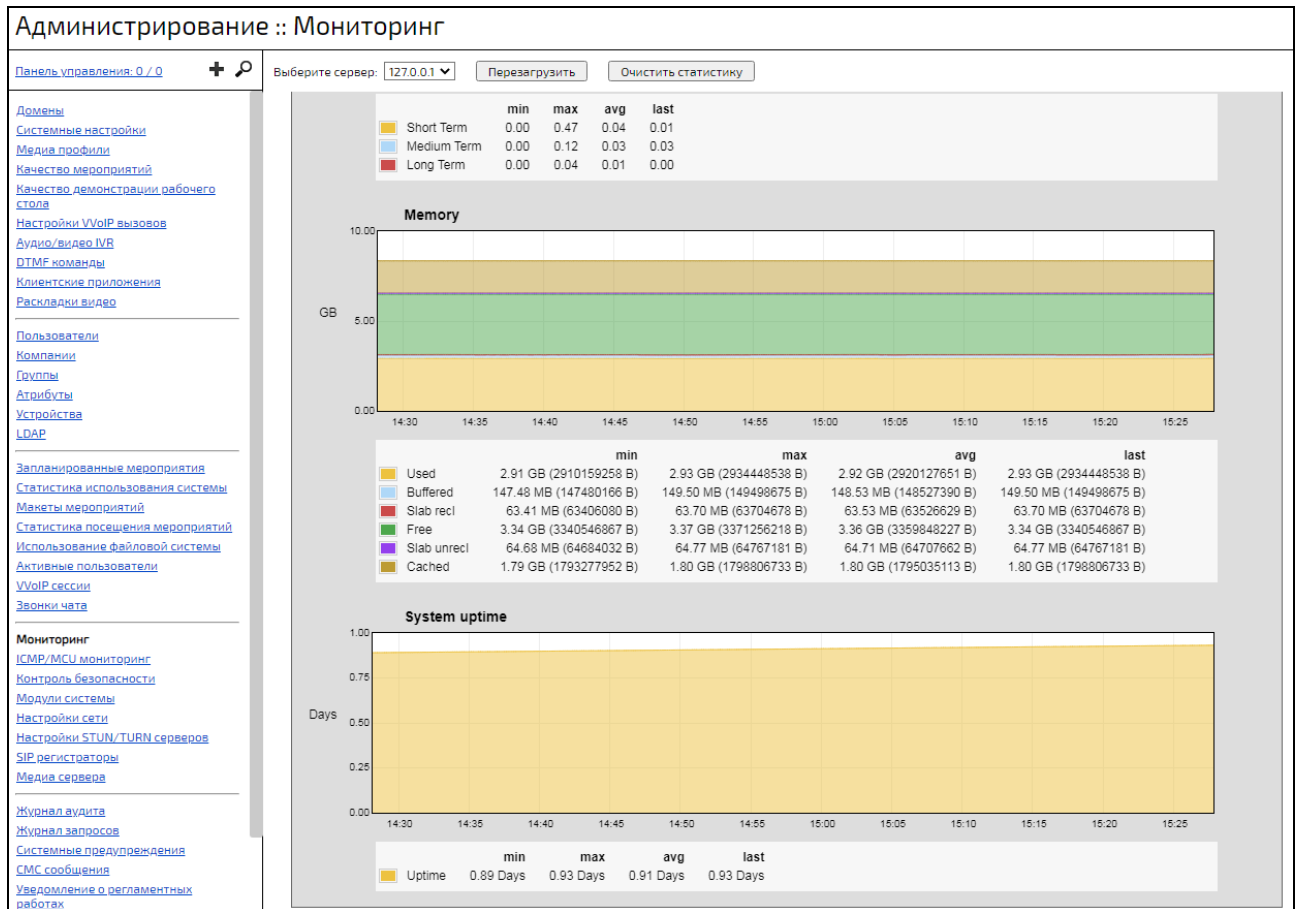 Администрирование :: Мониторинг
Панель управления: 0 / 0
Выберите сервер: 127.0.0.1 Перезагрузить Очистить статистику
Домены
Системные настройки
Медиа профили
Качество мероприятий
Качество демонстрации рабочего
стола
Настройки VVoIP вызовов
Аудио/видео IVR
DTMF команды
Клиентские приложения
Раскладки видео
Пользователи
Компании
Группы
Атрибуты
Устройства
LDAP
Запланированные мероприятия
Статистика использования системы
Макеты мероприятий
Статистика посещения мероприятий
Использование файловой системы
Активные пользователи
VVoIP сессии
Звонки чата
Мониторинг
ICMP/MCU мониторинг
Контроль безопасности
Модули системы
Настройки сети
Настройки STUN/TURN серверов
SIP регистраторы
Медиа сервера
Журнал аудита
Журнал запросов
Системные предупреждения
СМС сообщения
Уведомление о регламентных
работах
min max avg last
Short Term 0.00 0.47 0.04 0.01
Medium Term 0.00 0.12 0.03 0.03
Long Term 0.00 0.04 0.01 0.00
Memory
10.00
GB
5.00
0.00
14:30 14:35 14:40 14:45 14:50 14:55 15:00 15:05 15:10 15:15 15:20 15:25
min max avg last
Used 2.91 GB (2910159258 B) 2.93 GB (2934448538 B) 2.92 GB (2920127651 B) 2.93 GB (2934448538 B)
Buffered 147.48 MB (147480166 B) 149.50 MB (149498675 B) 148.53 MB (148527390 B) 149.50 MB (149498675 B)
Slab recl 63.41 MB (63406080 B) 63.70 MB (63704678 B) 63.53 MB (63526629 B) 63.70 MB (63704678 B)
Free 3.34 GB (3340546867 B) 3.37 GB (3371256218 B) 3.36 GB (3359848227 B) 3.34 GB (3340546867 B)
Slab unrecl 64.68 MB (64684032 B) 64.77 MB (64767181 B) 64.71 MB (64707662 B) 64.77 MB (64767181 B)
Cached 1.79 GB (1793277952 B) 1.80 GB (1798806733 B) 1.80 GB (1795035113 B) 1.80 GB (1798806733 B)
System uptime
1.00
0.75
Days
0.50
0.25
0.00
14:30 14:35 14:40 14:45 14:50 14:55 15:00 15:05 15:10 15:15 15:20 15:25
min max avg last
Uptime 0.89 Days 0.93 Days 0.91 Days 0.93 Days